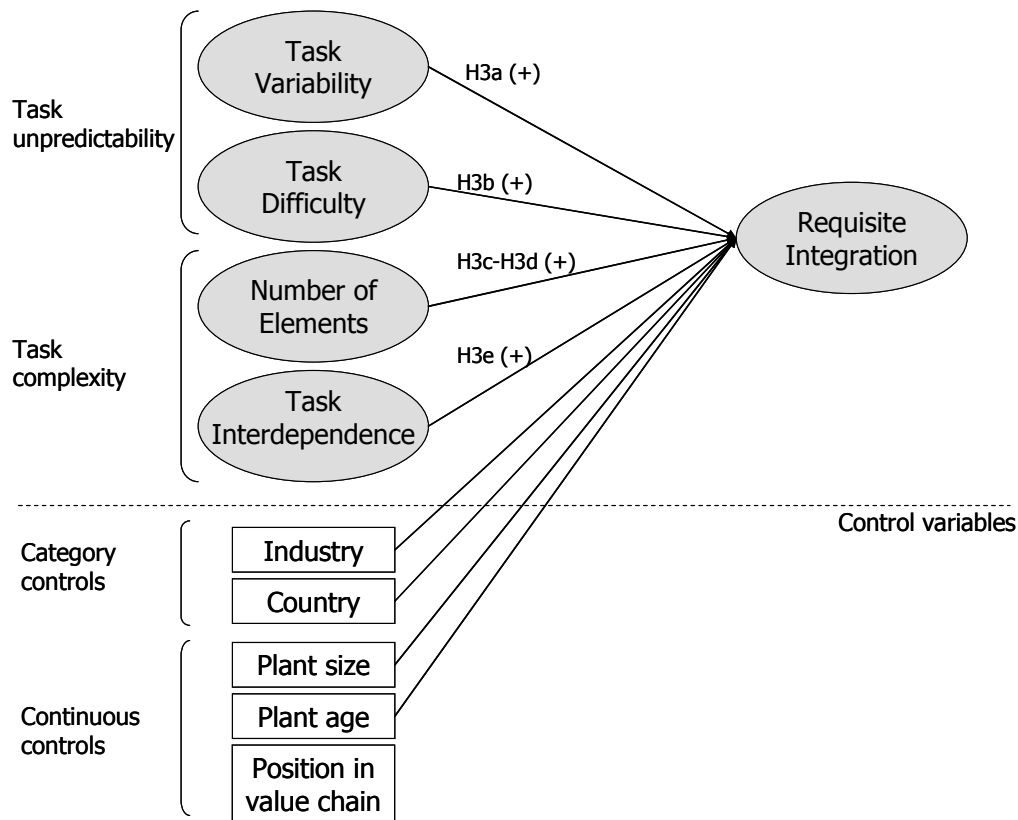 Task
Variability
H3a (+)
Task
unpredictability
Task
Difficulty
H3b (+)
Requisite
Integration
H3c-H3d (+)
Number of
Elements
Task
complexity
H3e (+)
Task
Interdependence
Control variables
Category
controls
Industry
Country
Continuous
controls
Plant size
Plant age
Position in
value chain